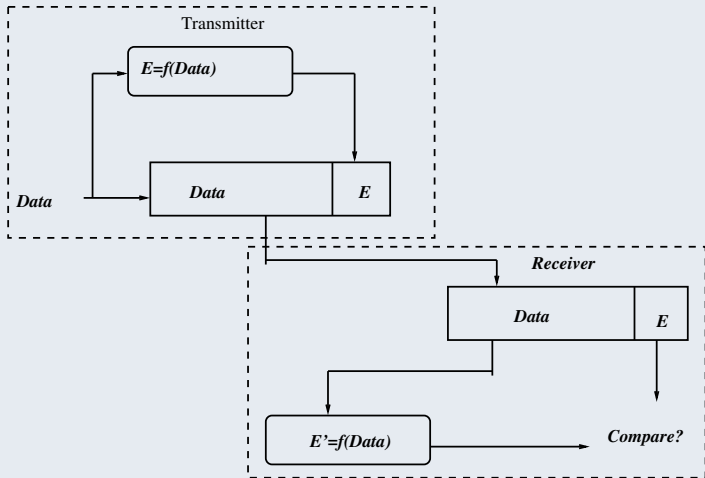 Transmitter
E=f(Data)
Data
Data
E
Receiver
Data
E
E’=f(Data)
Compare?